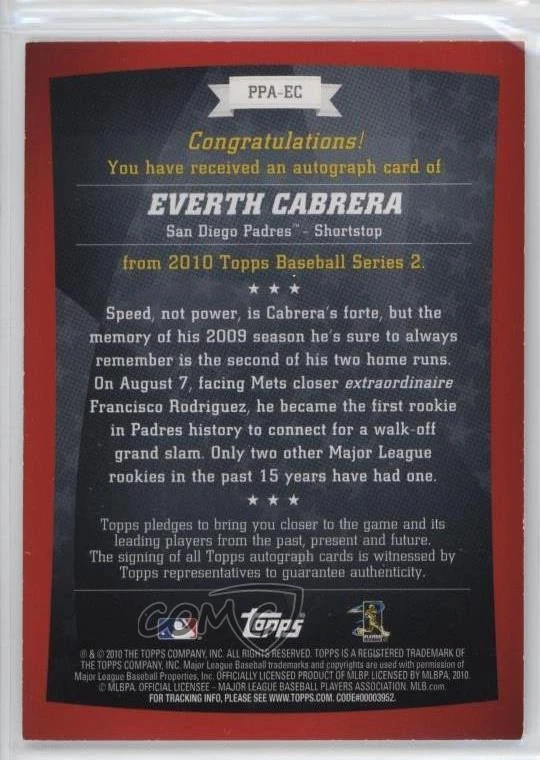 PPA-EC
Congratulations!
You have received an autograph card of
EVERTH CABRERA
San Diego Padres™ - Shortstop
from 2010 Topps Baseball Series 2.
★ ★ ★
Speed, not power, is Cabrera's forte, but the
memory of his 2009 season he's sure to always
remember is the second of his two home runs.
On August 7, facing Mets closer extraordinaire
Francisco Rodriguez, he became the first rookie
in Padres history to connect for a walk-off
grand slam. Only two other Major League
rookies in the past 15 years have had one.
★ ★ ★
Topps pledges to bring you closer to the game and its
leading players from the past, present and future.
The signing of all Topps autograph cards is witnessed by
Topps representatives to guarantee authenticity.
COMC
topps
PLAYERS
® & © 2010 THE TOPPS COMPANY, INC. ALL RIGHTS RESERVED. TOPPS IS A REGISTERED TRADEMARK OF
THE TOPPS COMPANY, INC. Major League Baseball trademarks and copyrights are used with permission of
Major League Baseball Properties, Inc. OFFICIALLY LICENSED PRODUCT OF MLBP. LICENSED BY MLBPA, 2010.
© MLBPA. OFFICIAL LICENSEE – MAJOR LEAGUE BASEBALL PLAYERS ASSOCIATION. MLB.com
FOR TRACKING INFO, PLEASE SEE WWW.TOPPS.COM. CODE#00003952.